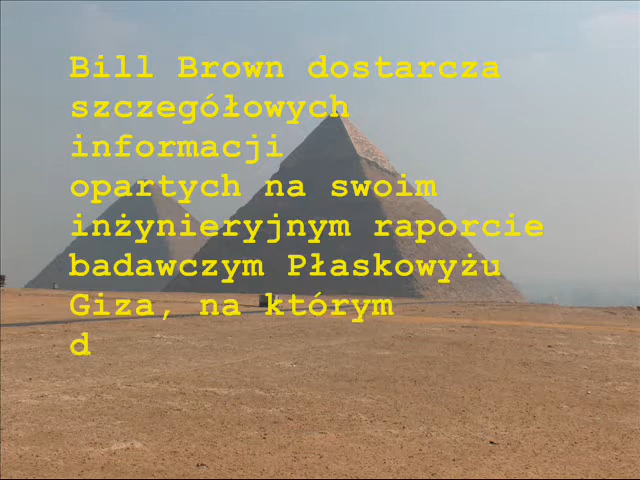 Bill Brown dostarcza
szczegółowych
informacji
opartych na swoim
inżynieryjnym raporcie
badawczym Płaskowyżu
Giza, na którym
d